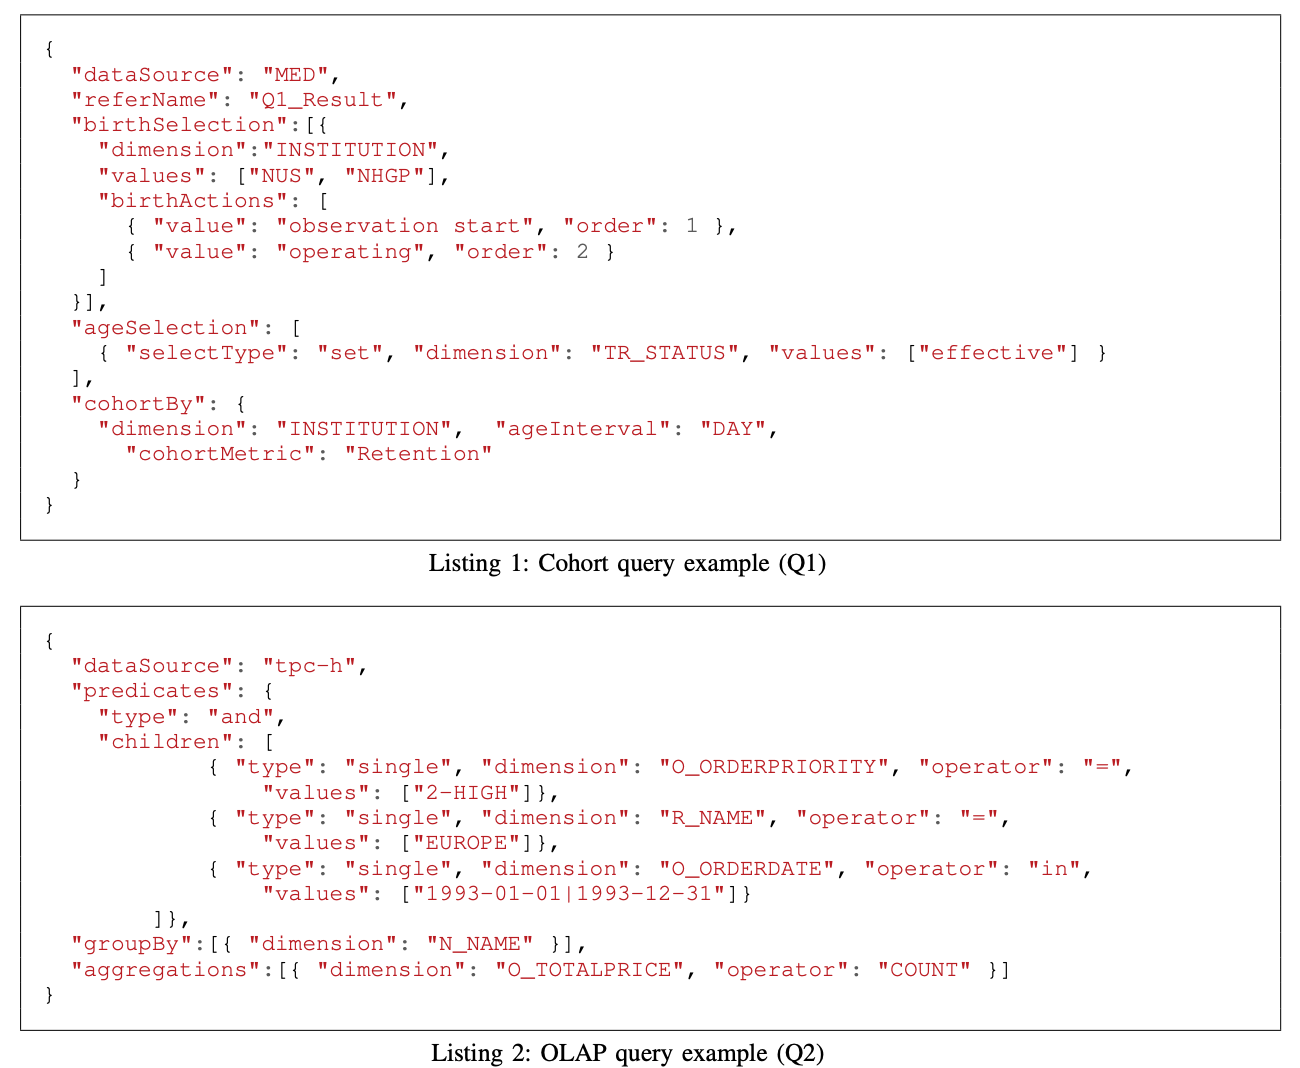 {
  "dataSource": "MED",
  "referName": "Q1_Result",
  "birthSelection":[{
    "dimension":"INSTITUTION",
    "values": ["NUS", "NHGP"],
    "birthActions": [
      { "value": "observation start", "order": 1 },
      { "value": "operating", "order": 2 }
    ]
  }],
  "ageSelection": [
    { "selectType": "set", "dimension": "TR_STATUS", "values": ["effective"] }
  ],
  "cohortBy": {
    "dimension": "INSTITUTION",  "ageInterval": "DAY",
      "cohortMetric": "Retention"
  }
}
Listing 1: Cohort query example (Q1)
{
  "dataSource": "tpc-h",
  "predicates": {
    "type": "and",
    "children": [
            { "type": "single", "dimension": "O_ORDERPRIORITY", "operator": "=",
                "values": ["2-HIGH"]},
            { "type": "single", "dimension": "R_NAME", "operator": "=",
                "values": ["EUROPE"]},
            { "type": "single", "dimension": "O_ORDERDATE", "operator": "in",
                "values": ["1993-01-01|1993-12-31"]}
        ]},
  "groupBy":[{ "dimension": "N_NAME" }],
  "aggregations":[{ "dimension": "O_TOTALPRICE", "operator": "COUNT" }]
}
Listing 2: OLAP query example (Q2)